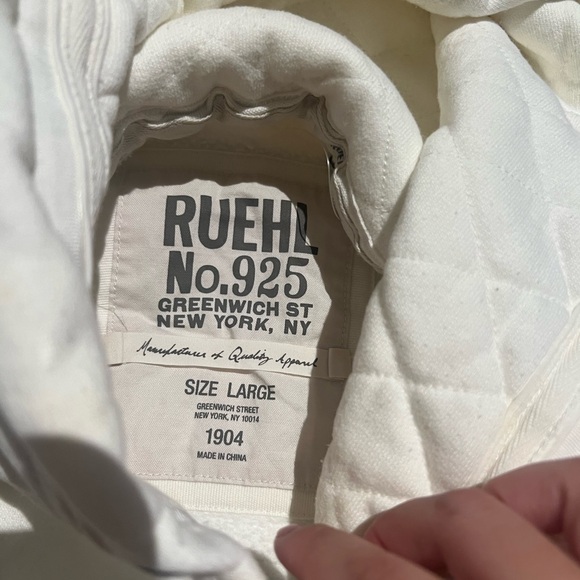 RUEHL
No.925
GREENWICH ST
NEW YORK, NY
Manufacturer of Quality Apparel
SIZE LARGE
GREENWICH STREET
NEW YORK, NY 10014
1904
MADE IN CHINA